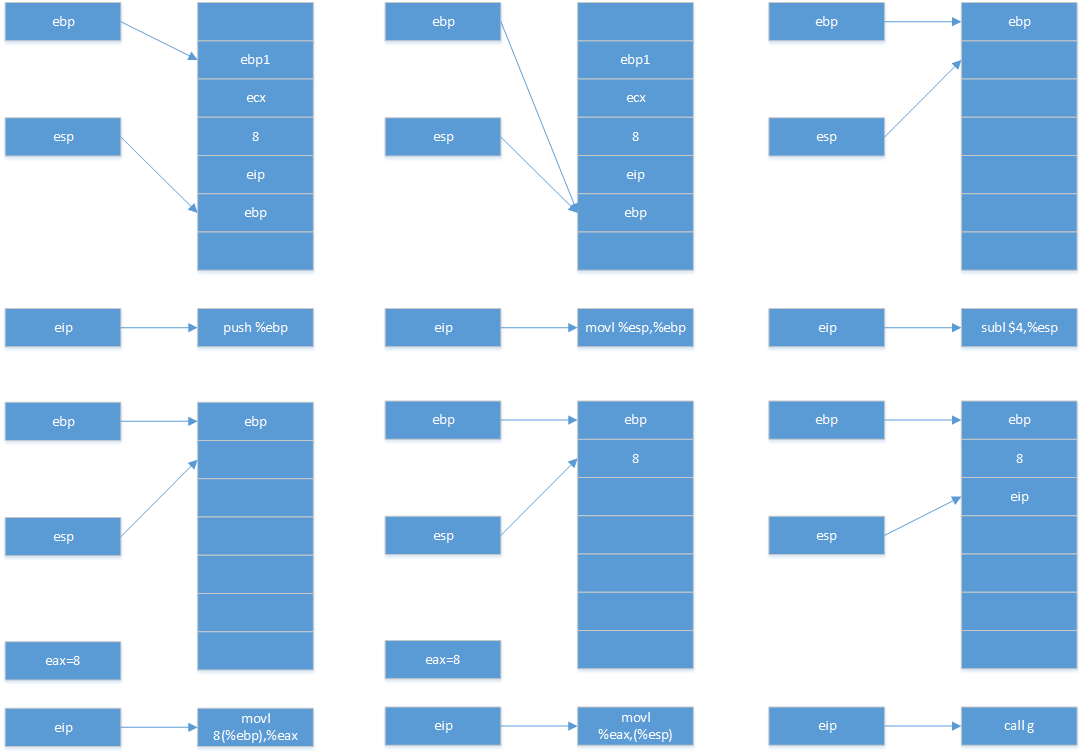 ebp
ebp1
ecx
esp
8
eip
ebp
eip
push %ebp
ebp
ebp1
ecx
esp
8
eip
ebp
eip
movl %esp,%ebp
ebp
ebp
esp
eip
subl $4,%esp
ebp
ebp
esp
eax=8
eip
movl
8(%ebp),%eax
ebp
ebp
8
esp
eax=8
eip
movl
%eax,(%esp)
ebp
ebp
8
eip
esp
eip
call g